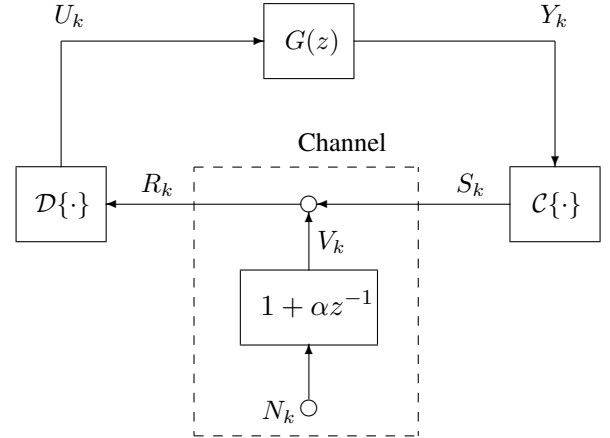 U_k
G(z)
Y_k
Channel
𝒟{·}
R_k
S_k
𝒞{·}
V_k
1 + αz⁻¹
N_k